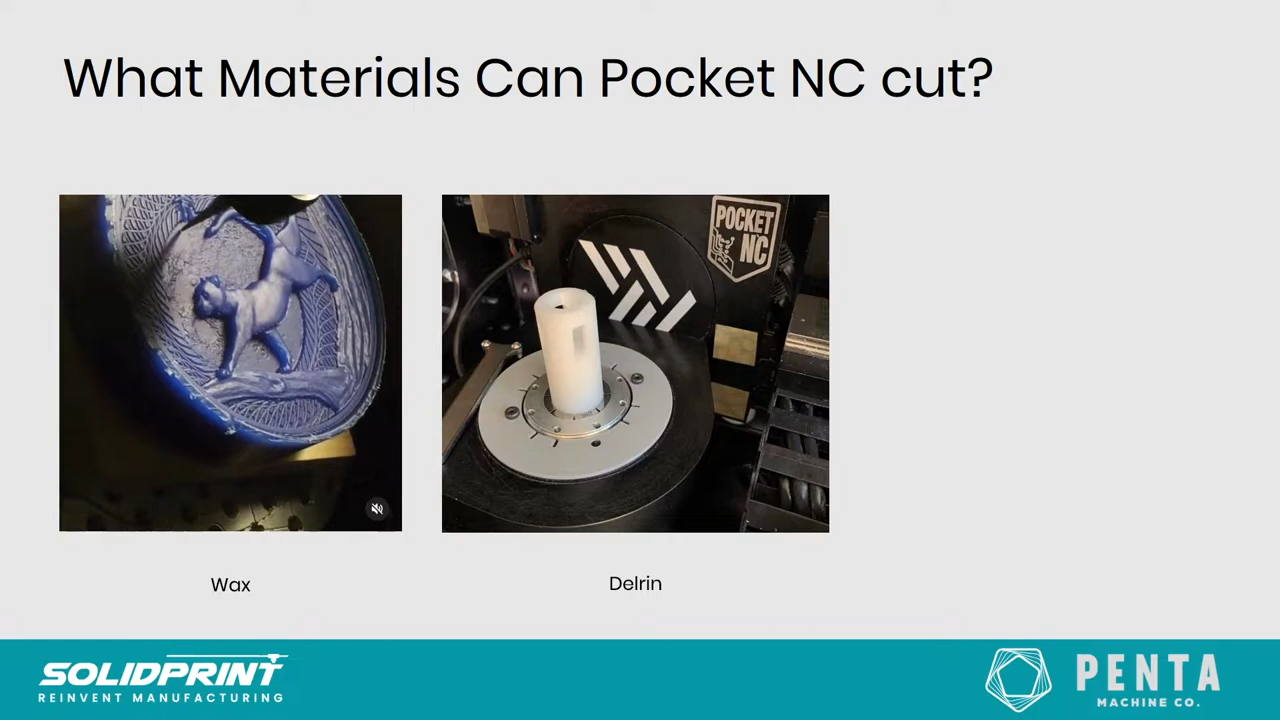 What Materials Can Pocket NC cut?
POCKET
NC
Wax
Delrin
SOLIDPRINT
REINVENT MANUFACTURING
PENTA
MACHINE CO.